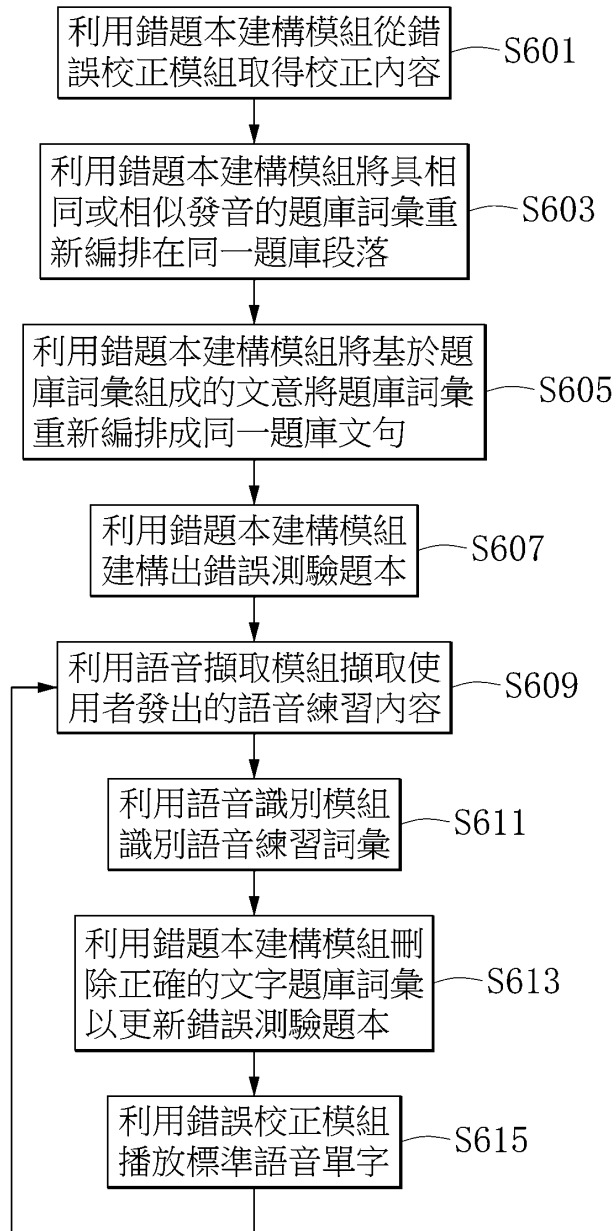 利用錯題本建構模組從錯
誤校正模組取得校正內容
S601
利用錯題本建構模組將具相
同或相似發音的題庫詞彙重
新編排在同一題庫段落
S603
利用錯題本建構模組將基於題
庫詞彙組成的文意將題庫詞彙
重新編排成同一題庫文句
S605
利用錯題本建構模組
建構出錯誤測驗題本
S607
利用語音擷取模組擷取使
用者發出的語音練習內容
S609
利用語音識別模組
識別語音練習詞彙
S611
利用錯題本建構模組刪
除正確的文字題庫詞彙
以更新錯誤測驗題本
S613
利用錯誤校正模組
播放標準語音單字
S615